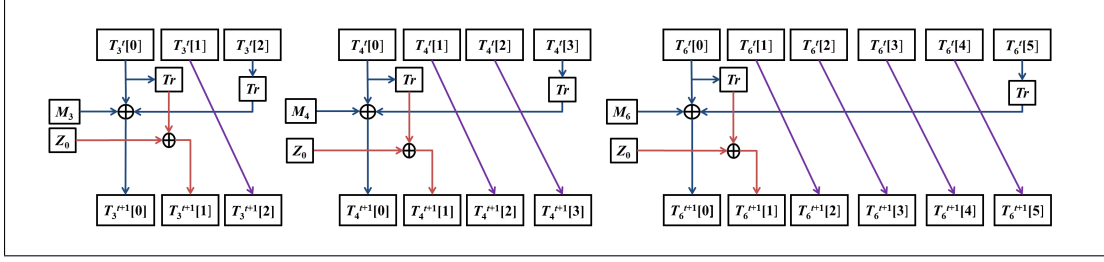 T₃ᵗ[0] T₃ᵗ[1] T₃ᵗ[2] T₄ᵗ[0] T₄ᵗ[1] T₄ᵗ[2] T₄ᵗ[3] T₆ᵗ[0] T₆ᵗ[1] T₆ᵗ[2] T₆ᵗ[3] T₆ᵗ[4] T₆ᵗ[5]
Tr Tr Tr
Tr Tr Tr
M₃ M₄ M₆
Z₀ Z₀ Z₀
T₃ᵗ⁺¹[0] T₃ᵗ⁺¹[1] T₃ᵗ⁺¹[2] T₄ᵗ⁺¹[0] T₄ᵗ⁺¹[1] T₄ᵗ⁺¹[2] T₄ᵗ⁺¹[3] T₆ᵗ⁺¹[0] T₆ᵗ⁺¹[1] T₆ᵗ⁺¹[2] T₆ᵗ⁺¹[3] T₆ᵗ⁺¹[4] T₆ᵗ⁺¹[5]